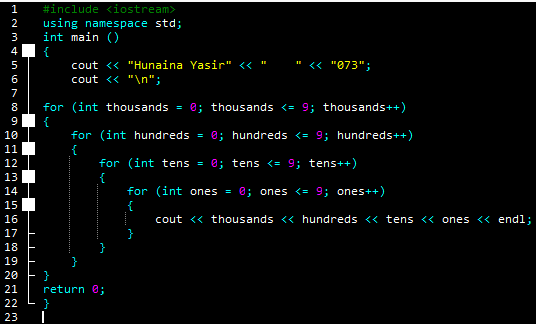 1 #include <iostream>
2 using namespace std;
3 int main ()
4 {
5 cout << "Hunaina Yasir" << "    " << "073";
6 cout << "\n";
7
8 for (int thousands = 0; thousands <= 9; thousands++)
9 {
10 for (int hundreds = 0; hundreds <= 9; hundreds++)
11 {
12 for (int tens = 0; tens <= 9; tens++)
13 {
14 for (int ones = 0; ones <= 9; ones++)
15 {
16 cout << thousands << hundreds << tens << ones << endl;
17 }
18 }
19 }
20 }
21 return 0;
22 }
23